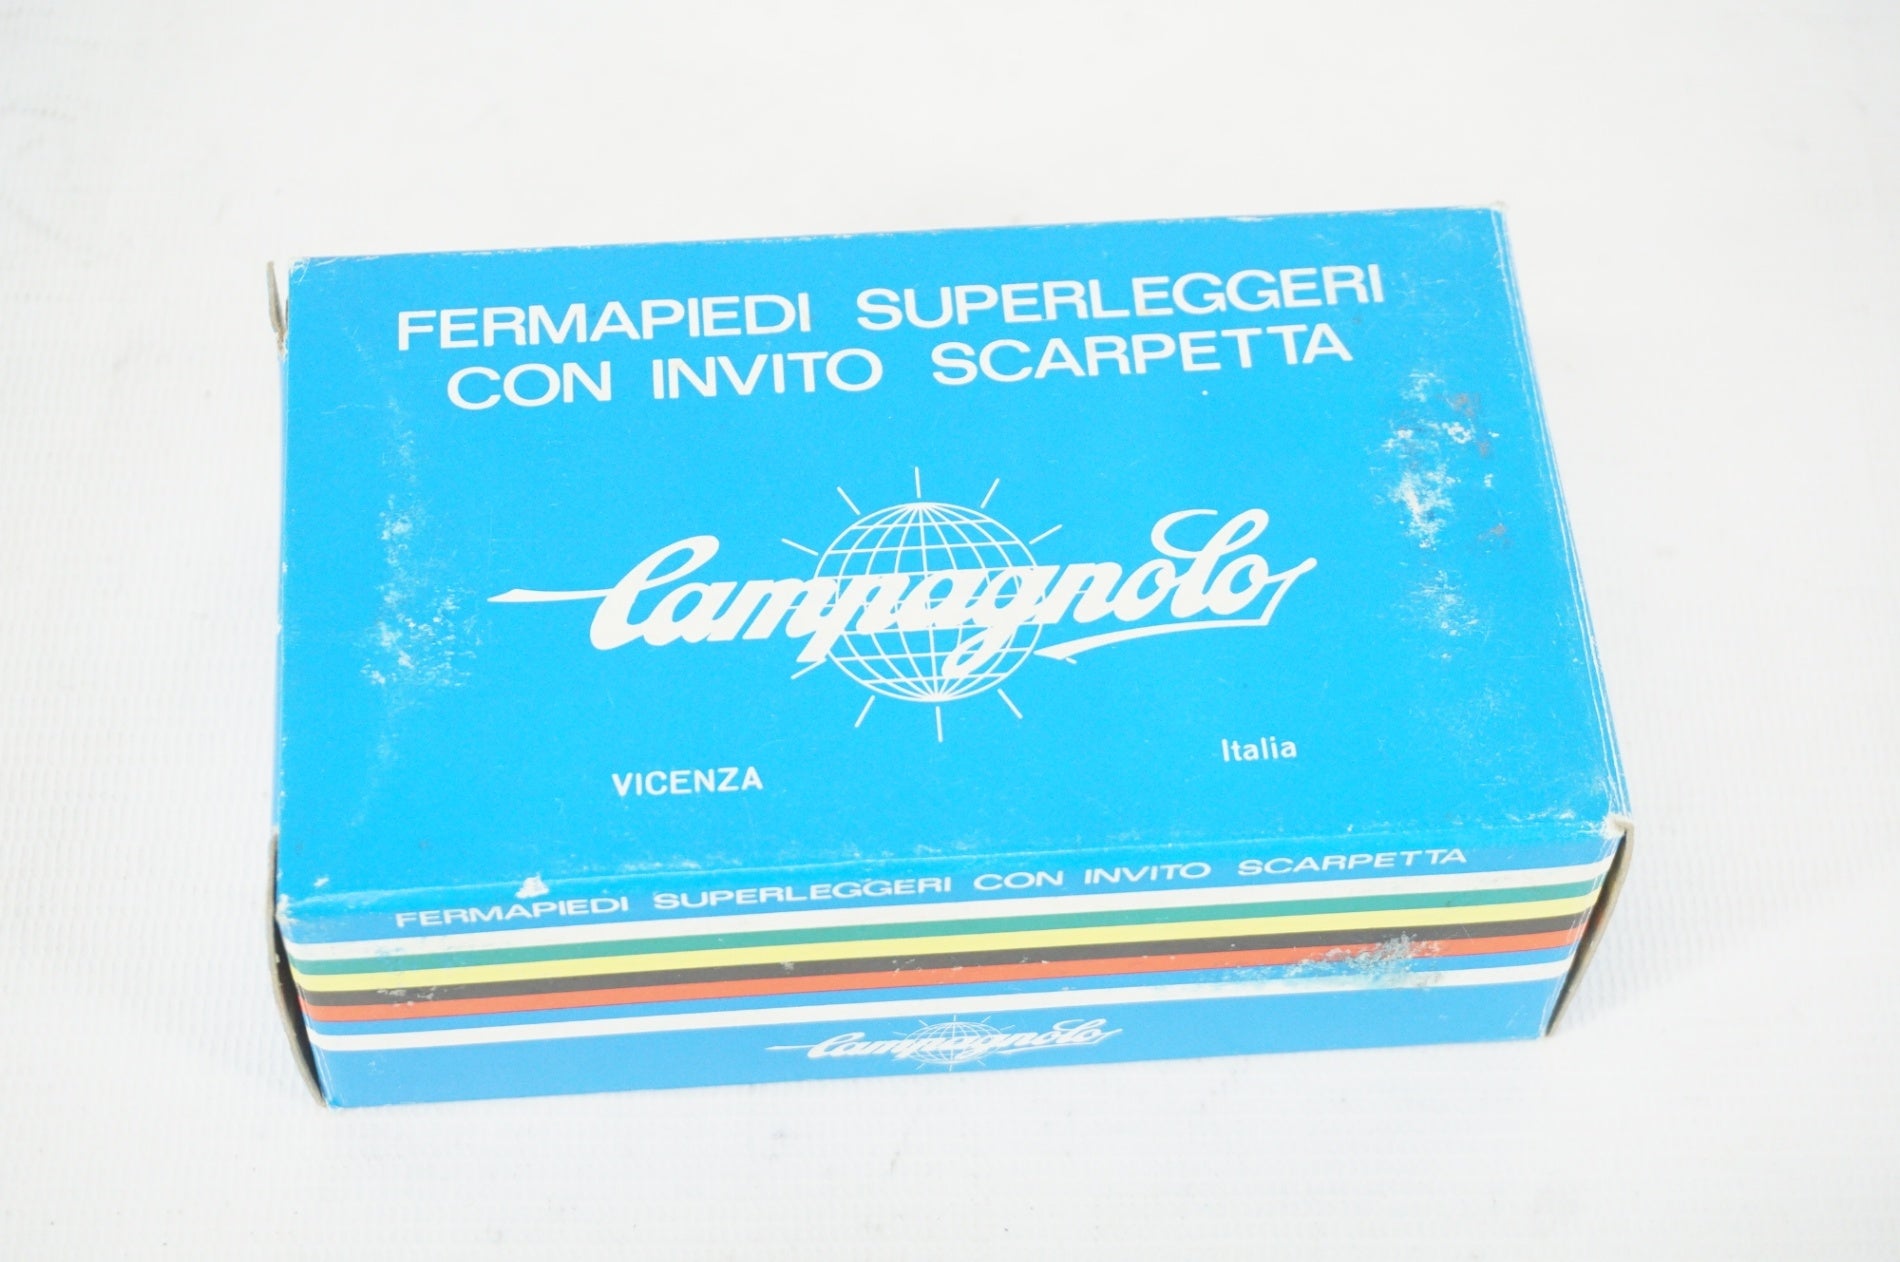 FERMAPIEDI SUPERLEGGERI
CON INVITO SCARPETTA
Campagnolo
VICENZA
Italia
FERMAPIEDI SUPERLEGGERI CON INVITO SCARPETTA
Campagnolo